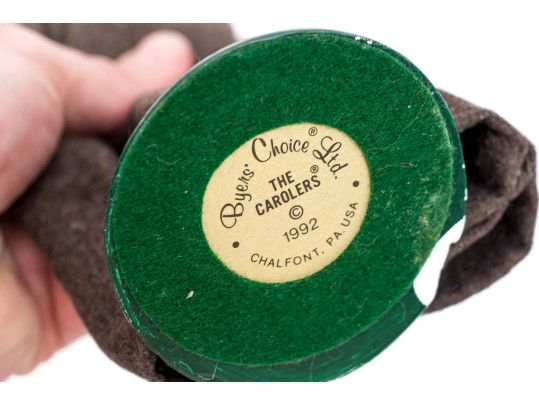 Byers' Choice® Ltd.
THE
CAROLERS®
©
1992
CHALFONT, PA. USA